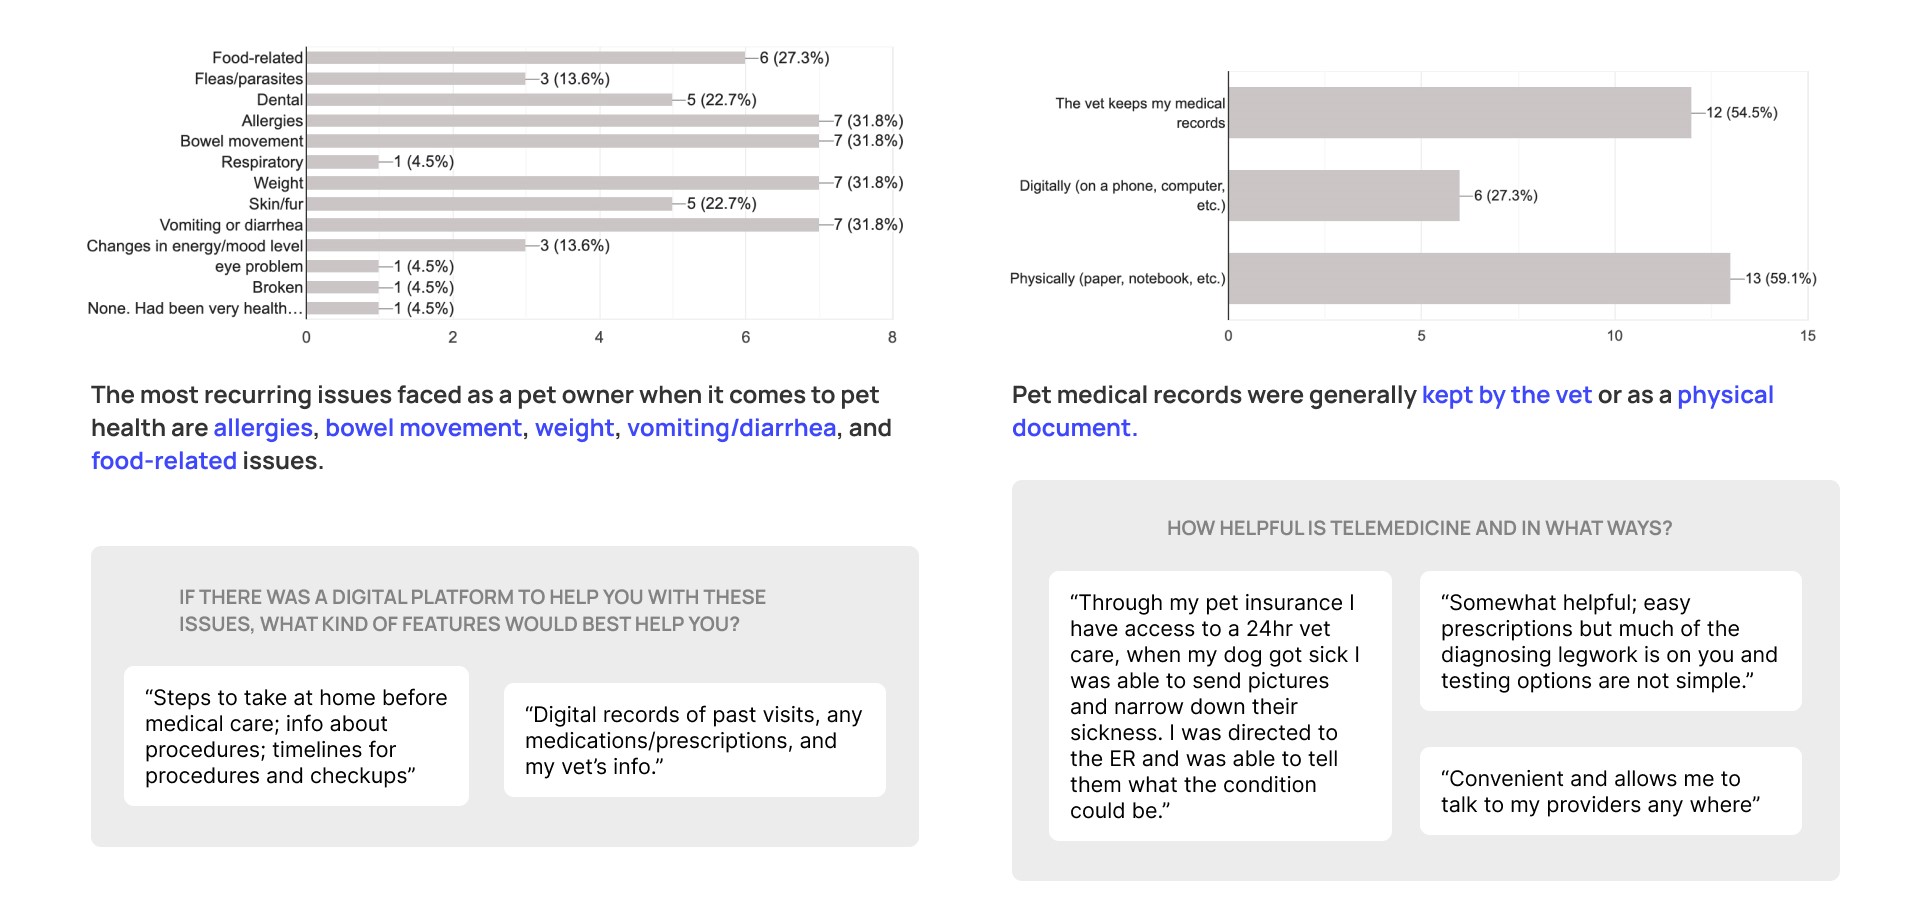 Food-related 6 (27.3%)
Fleas/parasites 3 (13.6%)
Dental 5 (22.7%)
Allergies 7 (31.8%)
Bowel movement 7 (31.8%)
Respiratory 1 (4.5%)
Weight 7 (31.8%)
Skin/fur 5 (22.7%)
Vomiting or diarrhea 7 (31.8%)
Changes in energy/mood level 3 (13.6%)
eye problem 1 (4.5%)
Broken 1 (4.5%)
None. Had been very health... 1 (4.5%)
0 2 4 6 8
The most recurring issues faced as a pet owner when it comes to pet
health are allergies, bowel movement, weight, vomiting/diarrhea, and
food-related issues.
IF THERE WAS A DIGITAL PLATFORM TO HELP YOU WITH THESE
ISSUES, WHAT KIND OF FEATURES WOULD BEST HELP YOU?
“Steps to take at home before
medical care; info about
procedures; timelines for
procedures and checkups”
“Digital records of past visits, any
medications/prescriptions, and
my vet’s info.”
The vet keeps my medical
records
12 (54.5%)
Digitally (on a phone, computer,
etc.)
6 (27.3%)
Physically (paper, notebook, etc.) 13 (59.1%)
0 5 10 15
Pet medical records were generally kept by the vet or as a physical
document.
HOW HELPFUL IS TELEMEDICINE AND IN WHAT WAYS?
“Through my pet insurance I
have access to a 24hr vet
care, when my dog got sick I
was able to send pictures
and narrow down their
sickness. I was directed to
the ER and was able to tell
them what the condition
could be.”
“Somewhat helpful; easy
prescriptions but much of the
diagnosing legwork is on you and
testing options are not simple.”
“Convenient and allows me to
talk to my providers any where”